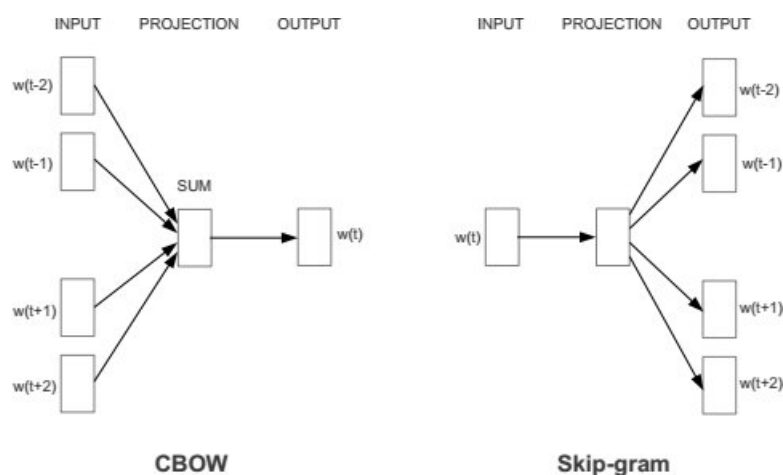 INPUT PROJECTION OUTPUT
w(t-2)
w(t-1)
SUM
w(t)
w(t+1)
w(t+2)
CBOW
INPUT PROJECTION OUTPUT
w(t-2)
w(t-1)
w(t)
w(t+1)
w(t+2)
Skip-gram